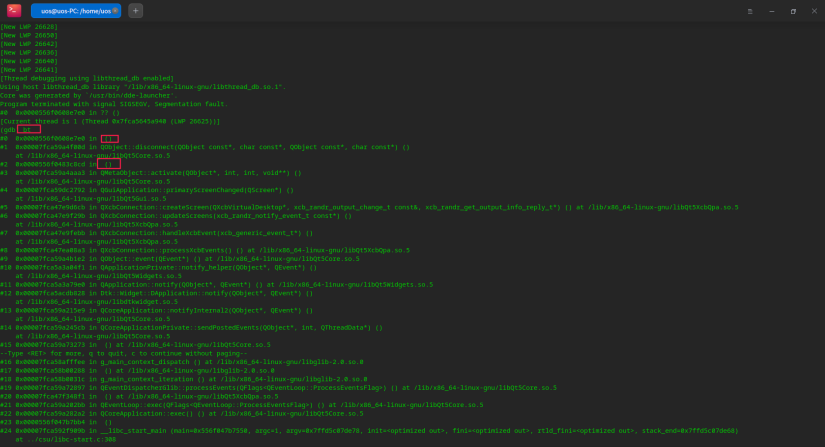 uos@uos-PC: /home/uos
[New LWP 26629]
[New LWP 26650]
[New LWP 26642]
[New LWP 26636]
[New LWP 26640]
[New LWP 26641]
[Thread debugging using libthread_db enabled]
Using host libthread_db library "/lib/x86_64-linux-gnu/libthread_db.so.1".
Core was generated by `/usr/bin/dde-launcher'.
Program terminated with signal SIGSEGV, Segmentation fault.
#0  0x0000556f0608e7e0 in ?? ()
[Current thread is 1 (Thread 0x7fca5645a940 (LWP 26625))]
(gdb) bt
#0  0x0000556f0608e7e0 in  ()
#1  0x00007fca59a4f00d in QObject::disconnect(QObject const*, char const*, QObject const*, char const*) ()
at /lib/x86_64-linux-gnu/libQt5Core.so.5
#2  0x0000556f0483c8cd in  ()
#3  0x00007fca59a4aaa3 in QMetaObject::activate(QObject*, int, int, void**) ()
at /lib/x86_64-linux-gnu/libQt5Core.so.5
#4  0x00007fca59dc2792 in QGuiApplication::primaryScreenChanged(QScreen*) ()
at /lib/x86_64-linux-gnu/libQt5Gui.so.5
#5  0x00007fca47e9d6cb in QXcbConnection::createScreen(QXcbVirtualDesktop*, xcb_randr_output_change_t const&, xcb_randr_get_output_info_reply_t*) () at /lib/x86_64-linux-gnu/libQt5XcbQpa.so.5
#6  0x00007fca47e9f29b in QXcbConnection::updateScreens(xcb_randr_notify_event_t const*) ()
at /lib/x86_64-linux-gnu/libQt5XcbQpa.so.5
#7  0x00007fca47e9febb in QXcbConnection::handleXcbEvent(xcb_generic_event_t*) ()
at /lib/x86_64-linux-gnu/libQt5XcbQpa.so.5
#8  0x00007fca47ea08a3 in QXcbConnection::processXcbEvents() () at /lib/x86_64-linux-gnu/libQt5XcbQpa.so.5
#9  0x00007fca59a4b1e2 in QObject::event(QEvent*) () at /lib/x86_64-linux-gnu/libQt5Core.so.5
#10 0x00007fca5a3a04f1 in QApplicationPrivate::notify_helper(QObject*, QEvent*) ()
at /lib/x86_64-linux-gnu/libQt5Widgets.so.5
#11 0x00007fca5a3a79e0 in QApplication::notify(QObject*, QEvent*) () at /lib/x86_64-linux-gnu/libQt5Widgets.so.5
#12 0x00007fca5acdb826 in Dtk::Widget::DApplication::notify(QObject*, QEvent*) ()
at /lib/x86_64-linux-gnu/libdtkwidget.so.5
#13 0x00007fca59a215e9 in QCoreApplication::notifyInternal2(QObject*, QEvent*) ()
at /lib/x86_64-linux-gnu/libQt5Core.so.5
#14 0x00007fca59a245cb in QCoreApplicationPrivate::sendPostedEvents(QObject*, int, QThreadData*) ()
at /lib/x86_64-linux-gnu/libQt5Core.so.5
#15 0x00007fca59a73273 in  () at /lib/x86_64-linux-gnu/libQt5Core.so.5
--Type <RET> for more, q to quit, c to continue without paging--
#16 0x00007fca58afffee in g_main_context_dispatch () at /lib/x86_64-linux-gnu/libglib-2.0.so.0
#17 0x00007fca58b00288 in  () at /lib/x86_64-linux-gnu/libglib-2.0.so.0
#18 0x00007fca58b0031c in g_main_context_iteration () at /lib/x86_64-linux-gnu/libglib-2.0.so.0
#19 0x00007fca59a72897 in QEventDispatcherGlib::processEvents(QFlags<QEventLoop::ProcessEventsFlag>) () at /lib/x86_64-linux-gnu/libQt5Core.so.5
#20 0x00007fca47f348f1 in  () at /lib/x86_64-linux-gnu/libQt5XcbQpa.so.5
#21 0x00007fca59a202bb in QEventLoop::exec(QFlags<QEventLoop::ProcessEventsFlag>) () at /lib/x86_64-linux-gnu/libQt5Core.so.5
#22 0x00007fca59a282a2 in QCoreApplication::exec() () at /lib/x86_64-linux-gnu/libQt5Core.so.5
#23 0x0000556f047b7bb4 in  ()
#24 0x00007fca592f909b in __libc_start_main (main=0x556f047b7550, argc=1, argv=0x7ffd5c07de78, init=<optimized out>, fini=<optimized out>, rtld_fini=<optimized out>, stack_end=0x7ffd5c07de68)
at ../csu/libc-start.c:308